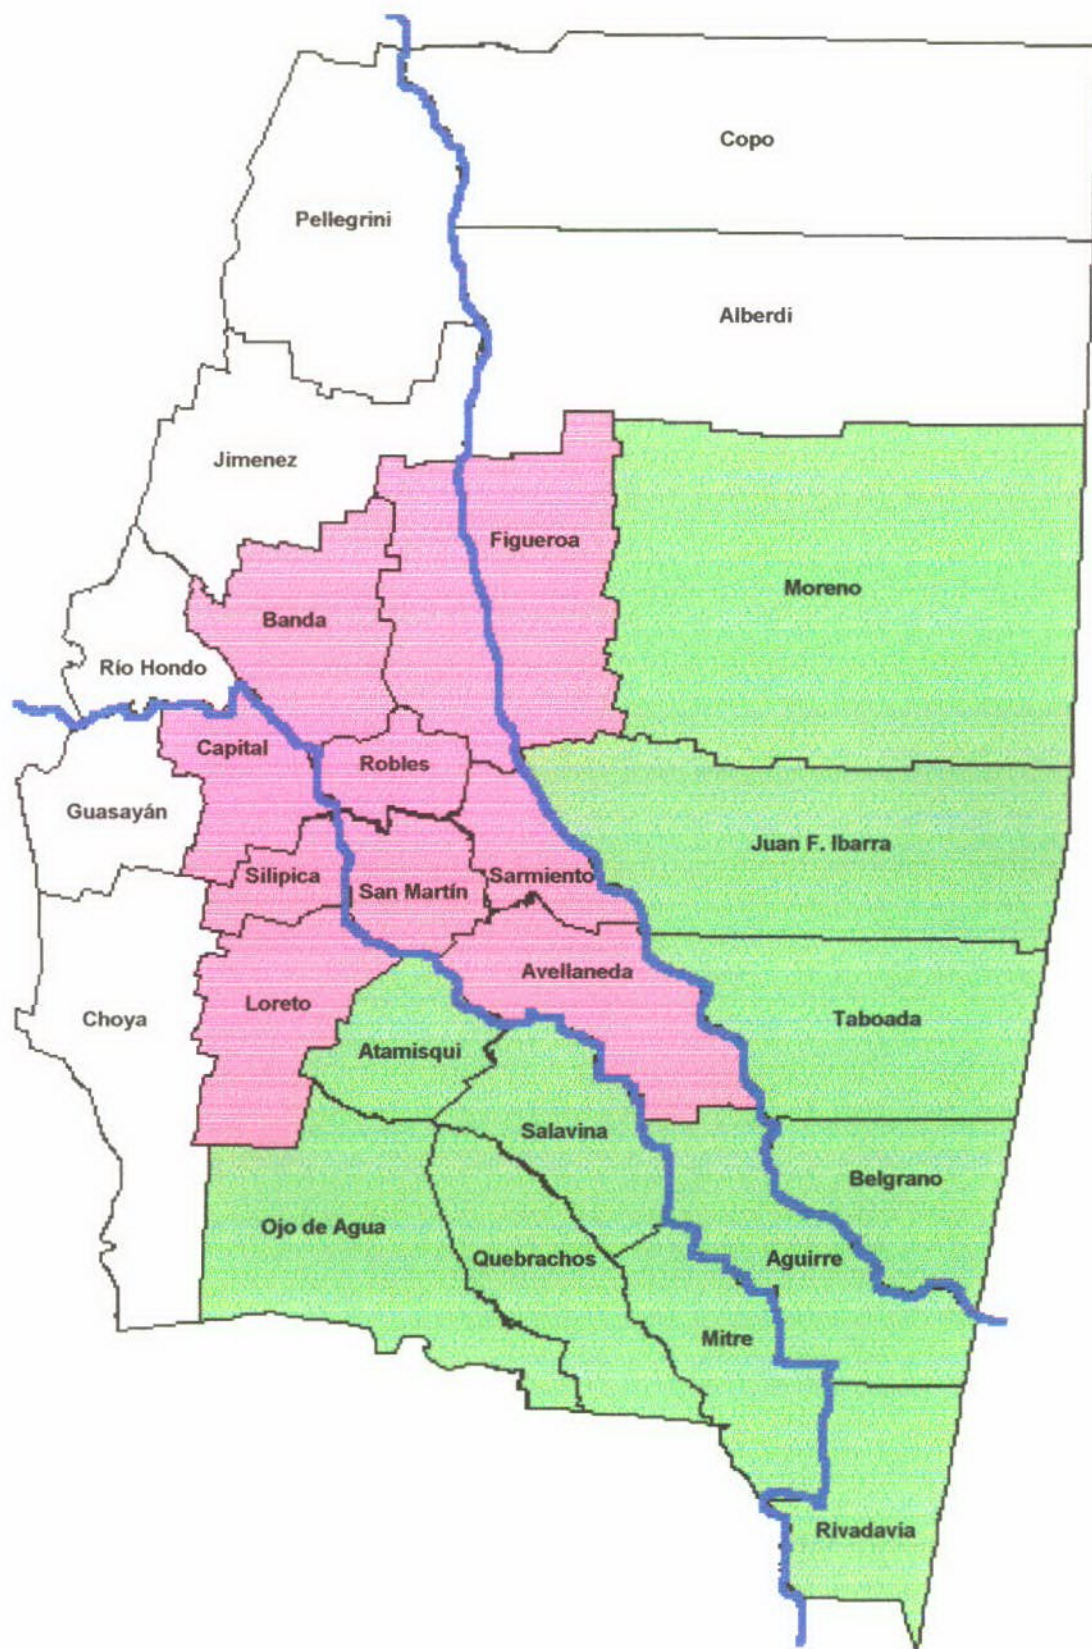 Copo
Pellegrini
Alberdi
Jimenez
Figueroa
Moreno
Banda
Río Hondo
Capital
Robles
Guasayán
Juan F. Ibarra
Silipica
San Martín
Sarmiento
Avellaneda
Loreto
Choya
Taboada
Atamisqui
Salavina
Belgrano
Ojo de Agua
Quebrachos
Aguirre
Mitre
Rivadavia